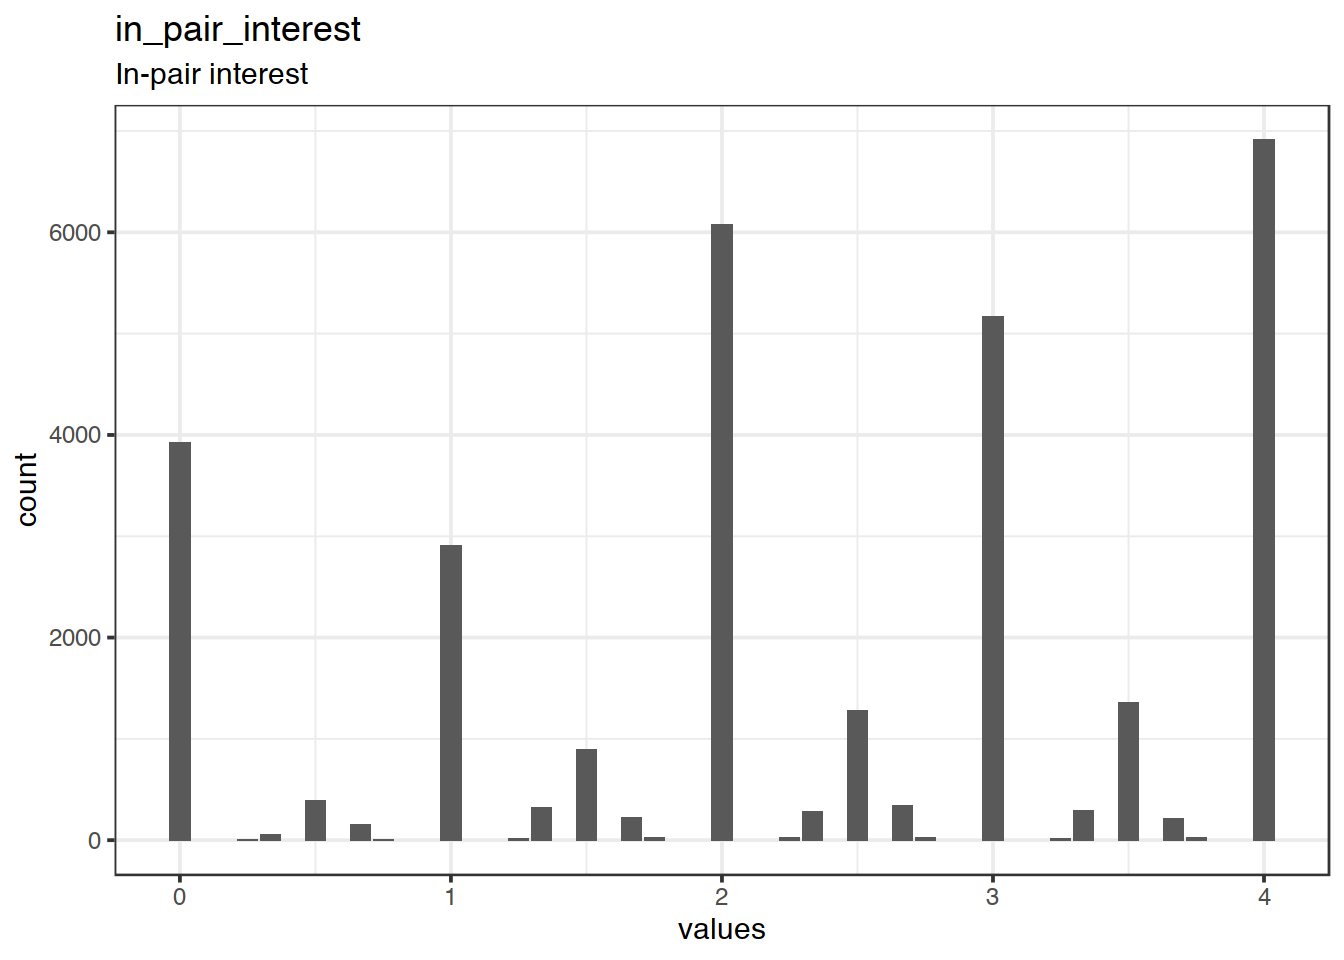 in_pair_interest
In-pair interest
count
6000
4000
2000
0
0 1 2 3 4
values